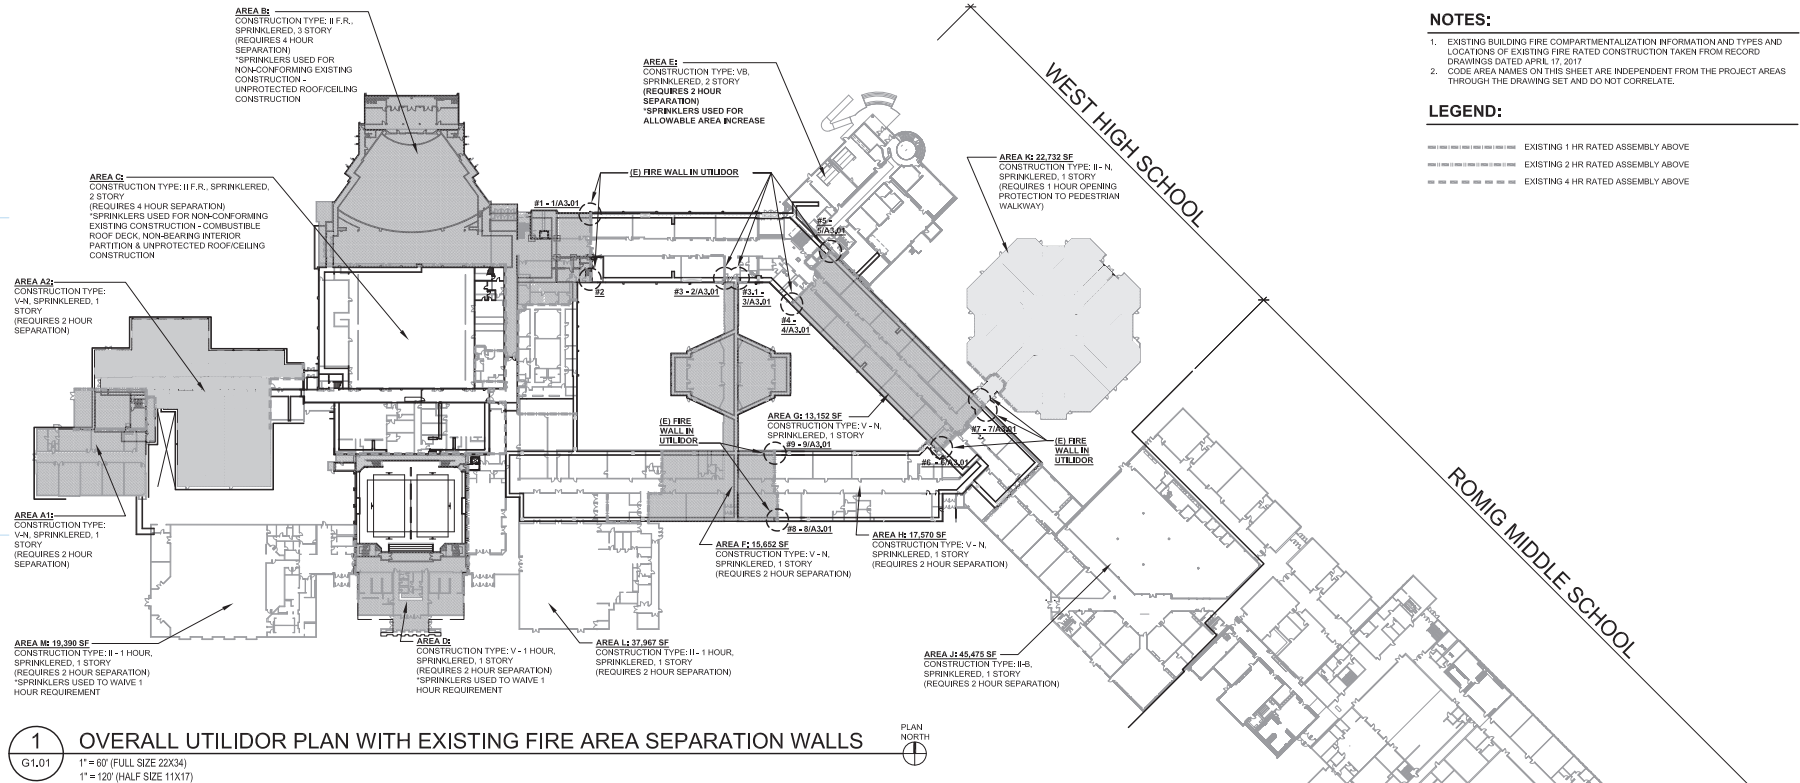 AREA B:
CONSTRUCTION TYPE: II F.R.,
SPRINKLERED, 3 STORY
(REQUIRES 4 HOUR
SEPARATION)
*SPRINKLERS USED FOR
NON-CONFORMING EXISTING
CONSTRUCTION -
UNPROTECTED ROOF/CEILING
CONSTRUCTION
AREA E:
CONSTRUCTION TYPE: VB,
SPRINKLERED, 2 STORY
(REQUIRES 2 HOUR
SEPARATION)
*SPRINKLERS USED FOR
ALLOWABLE AREA INCREASE
WEST HIGH SCHOOL
NOTES:
1. EXISTING BUILDING FIRE COMPARTMENTALIZATION INFORMATION AND TYPES AND
LOCATIONS OF EXISTING FIRE RATED CONSTRUCTION TAKEN FROM RECORD
DRAWINGS DATED APRIL 17, 2017
2. CODE AREA NAMES ON THIS SHEET ARE INDEPENDENT FROM THE PROJECT AREAS
THROUGH THE DRAWING SET AND DO NOT CORRELATE.
LEGEND:
EXISTING 1 HR RATED ASSEMBLY ABOVE
EXISTING 2 HR RATED ASSEMBLY ABOVE
EXISTING 4 HR RATED ASSEMBLY ABOVE
AREA C:
CONSTRUCTION TYPE: II F.R., SPRINKLERED,
2 STORY
(REQUIRES 4 HOUR SEPARATION)
*SPRINKLERS USED FOR NON-CONFORMING
EXISTING CONSTRUCTION - COMBUSTIBLE
ROOF DECK, NON-BEARING INTERIOR
PARTITION & UNPROTECTED ROOF/CEILING
CONSTRUCTION
(E) FIRE WALL IN UTILIDOR
#1 - 1/A3.01
#5 -
5/A3.01
AREA K: 22,732 SF
CONSTRUCTION TYPE: II - N,
SPRINKLERED, 1 STORY
(REQUIRES 1 HOUR OPENING
PROTECTION TO PEDESTRIAN
WALKWAY)
AREA A2:
CONSTRUCTION TYPE:
V-N, SPRINKLERED, 1
STORY
(REQUIRES 2 HOUR
SEPARATION)
#2
#3 - 2/A3.01
#3.1 -
3/A3.01
#4 -
4/A3.01
AREA G: 13,152 SF
CONSTRUCTION TYPE: V - N,
SPRINKLERED, 1 STORY
(E) FIRE
WALL IN
UTILIDOR
#9 - 9/A3.01
#7 - 7/A3.01
#6 - 6/A3.01
(E) FIRE
WALL IN
UTILIDOR
ROMIG MIDDLE SCHOOL
AREA A1:
CONSTRUCTION TYPE:
V-N, SPRINKLERED, 1
STORY
(REQUIRES 2 HOUR
SEPARATION)
#8 - 8/A3.01
AREA F: 15,652 SF
CONSTRUCTION TYPE: V - N,
SPRINKLERED, 1 STORY
(REQUIRES 2 HOUR SEPARATION)
AREA H: 17,570 SF
CONSTRUCTION TYPE: V - N,
SPRINKLERED, 1 STORY
(REQUIRES 2 HOUR SEPARATION)
AREA M: 19,390 SF
CONSTRUCTION TYPE: II - 1 HOUR,
SPRINKLERED, 1 STORY
(REQUIRES 2 HOUR SEPARATION)
*SPRINKLERS USED TO WAIVE 1
HOUR REQUIREMENT
AREA D:
CONSTRUCTION TYPE: V - 1 HOUR,
SPRINKLERED, 1 STORY
(REQUIRES 2 HOUR SEPARATION)
*SPRINKLERS USED TO WAIVE 1
HOUR REQUIREMENT
AREA L: 37,967 SF
CONSTRUCTION TYPE: II - 1 HOUR,
SPRINKLERED, 1 STORY
(REQUIRES 2 HOUR SEPARATION)
AREA J: 45,475 SF
CONSTRUCTION TYPE: II-B,
SPRINKLERED, 1 STORY
(REQUIRES 2 HOUR SEPARATION)
1
G1.01
OVERALL UTILIDOR PLAN WITH EXISTING FIRE AREA SEPARATION WALLS
1" = 60' (FULL SIZE 22X34)
1" = 120' (HALF SIZE 11X17)
PLAN
NORTH